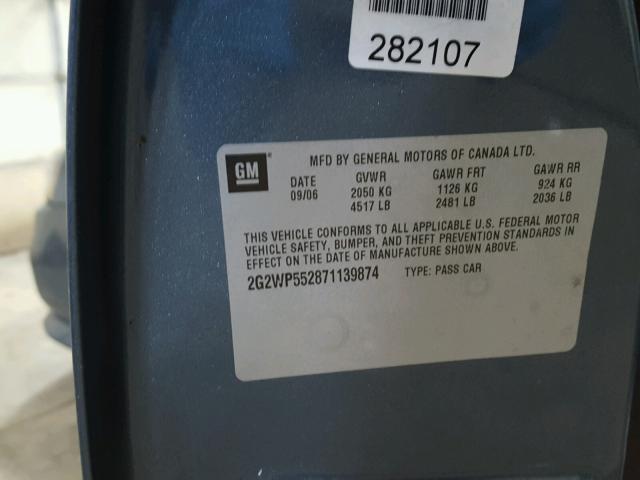 282107
GM
MFD BY GENERAL MOTORS OF CANADA LTD.
DATE GVWR GAWR FRT GAWR RR
09/06 2050 KG 1126 KG 924 KG
4517 LB 2481 LB 2036 LB
THIS VEHICLE CONFORMS TO ALL APPLICABLE U.S. FEDERAL MOTOR
VEHICLE SAFETY, BUMPER, AND THEFT PREVENTION STANDARDS IN
EFFECT ON THE DATE OF MANUFACTURE SHOWN ABOVE.
2G2WP552871139874 TYPE: PASS CAR